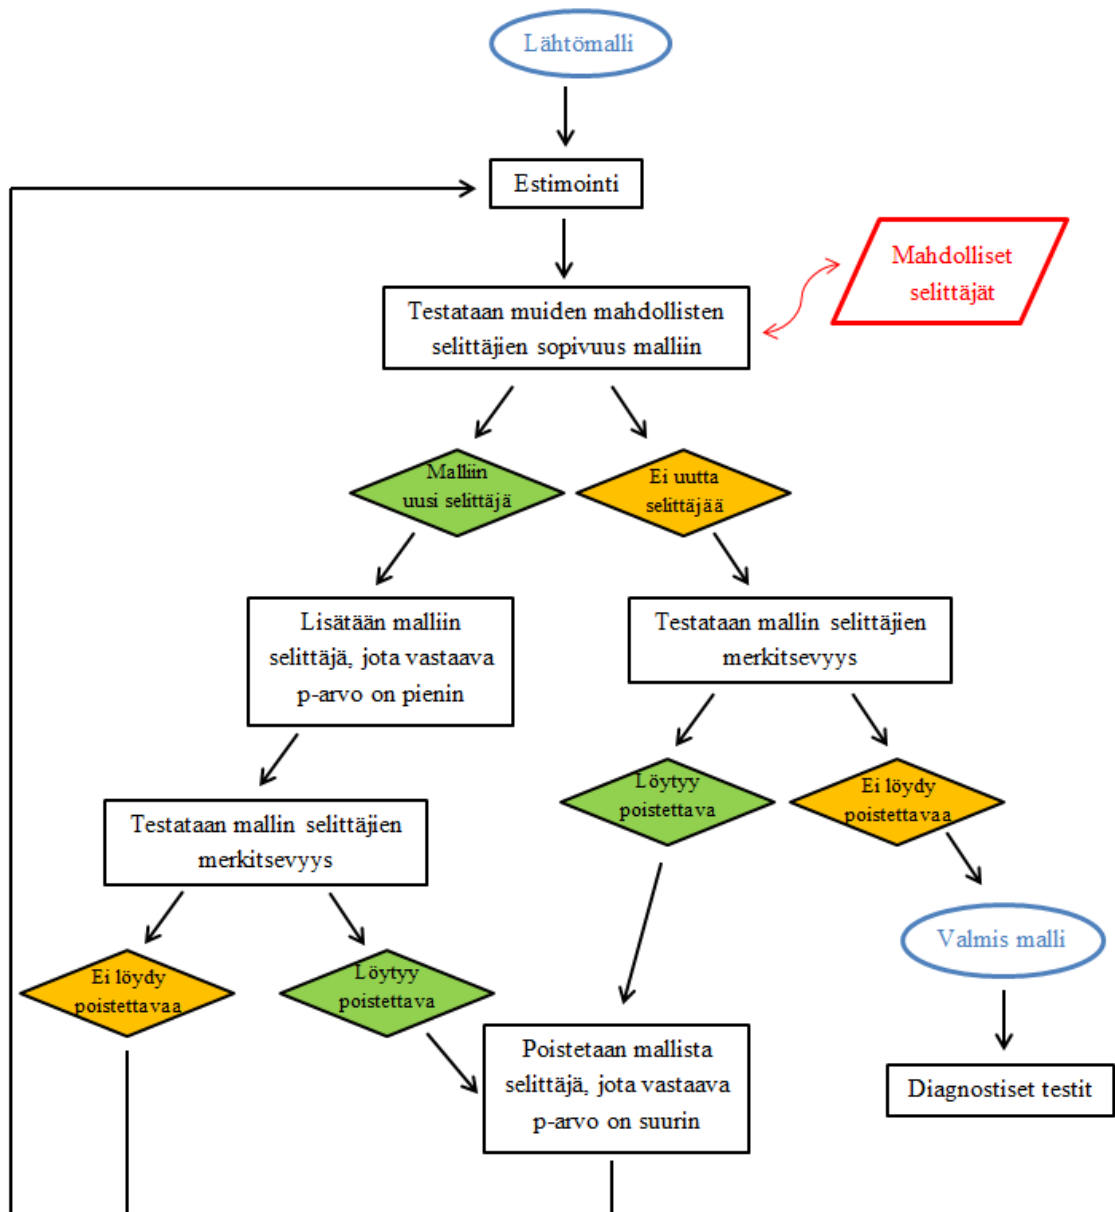 Lähtömalli
Estimointi
Mahdolliset
selittäjät
Testataan muiden mahdollisten
selittäjien sopivuus malliin
Malliin
uusi selittäjä
Ei uutta
selittäjää
Lisätään malliin
selittäjä, jota vastaava
p-arvo on pienin
Testataan mallin selittäjien
merkitsevyys
Löytyy
poistettava
Ei löydy
poistettavaa
Testataan mallin selittäjien
merkitsevyys
Valmis malli
Ei löydy
poistettavaa
Löytyy
poistettava
Poistetaan mallista
selittäjä, jota vastaava
p-arvo on suurin
Diagnostiset testit